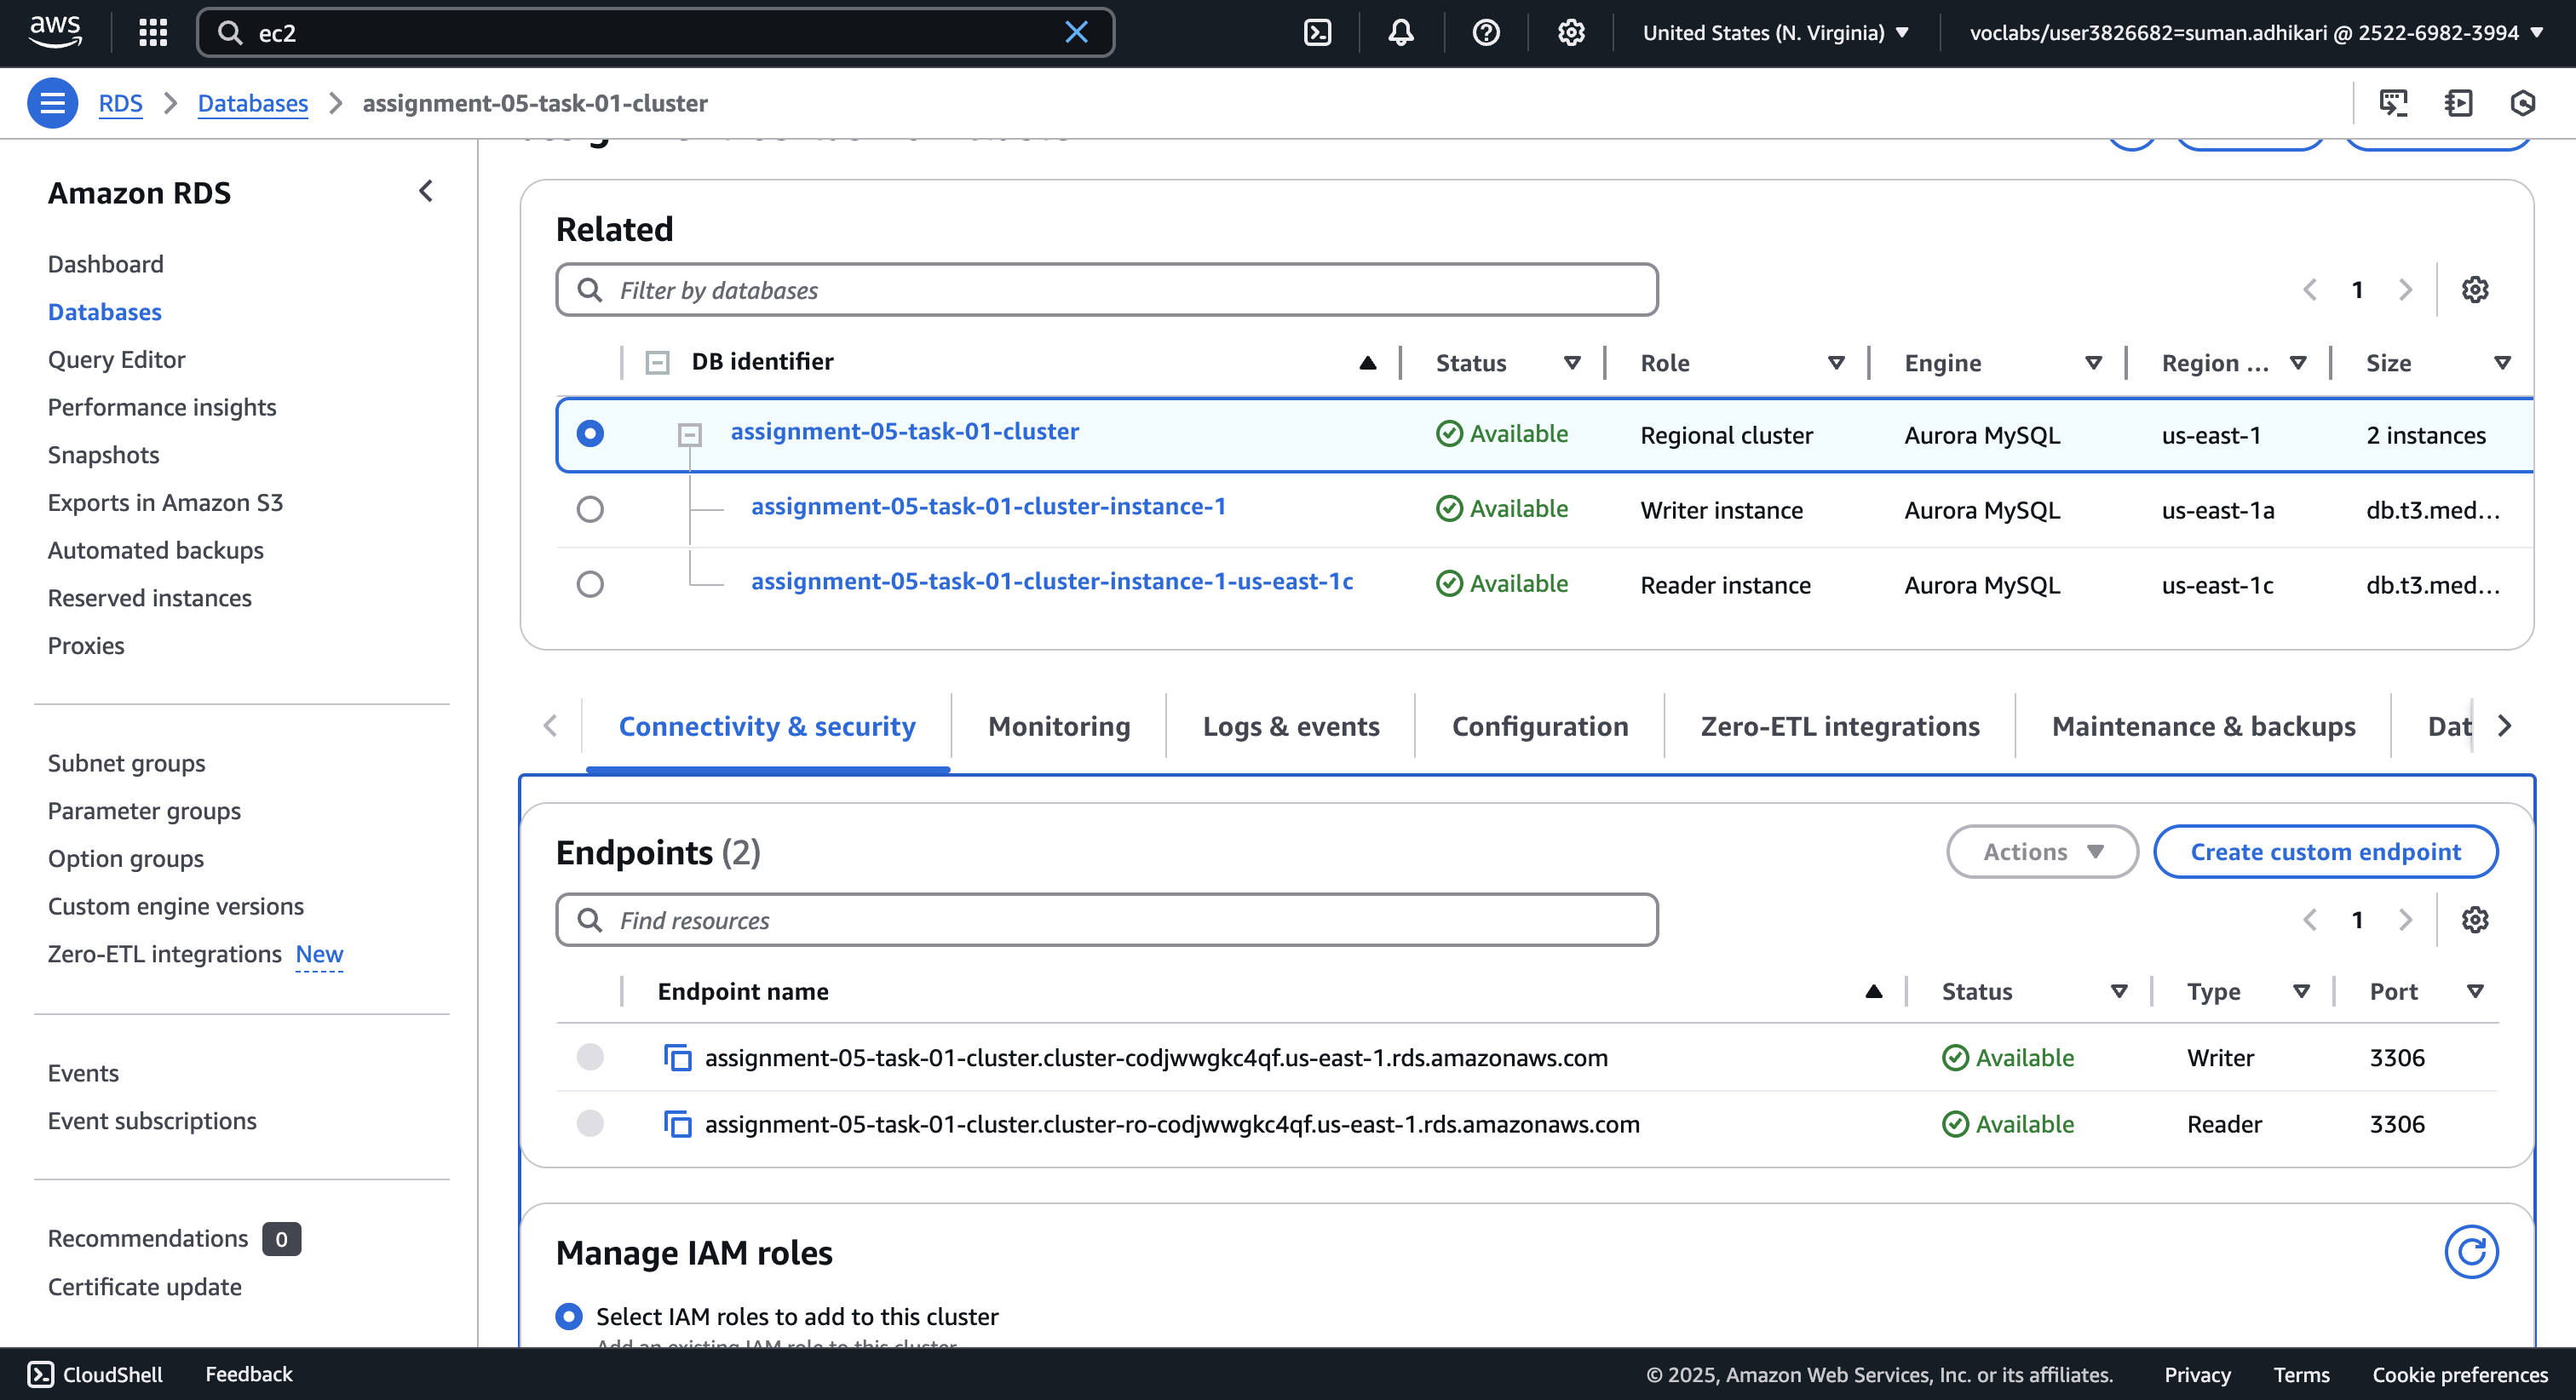 aws
ec2
United States (N. Virginia)
voclabs/user3826682=suman.adhikari @ 2522-6982-3994
RDS
Databases
assignment-05-task-01-cluster
Amazon RDS
Dashboard
Databases
Query Editor
Performance insights
Snapshots
Exports in Amazon S3
Automated backups
Reserved instances
Proxies
Subnet groups
Parameter groups
Option groups
Custom engine versions
Zero-ETL integrations New
Events
Event subscriptions
Recommendations 0
Certificate update
Related
Filter by databases
1
DB identifier Status Role Engine Region ... Size
assignment-05-task-01-cluster Available Regional cluster Aurora MySQL us-east-1 2 instances
assignment-05-task-01-cluster-instance-1 Available Writer instance Aurora MySQL us-east-1a db.t3.med...
assignment-05-task-01-cluster-instance-1-us-east-1c Available Reader instance Aurora MySQL us-east-1c db.t3.med...
Connectivity & security Monitoring Logs & events Configuration Zero-ETL integrations Maintenance & backups Dat
Endpoints (2)
Actions
Create custom endpoint
Find resources
1
Endpoint name Status Type Port
assignment-05-task-01-cluster.cluster-codjwwgkc4qf.us-east-1.rds.amazonaws.com Available Writer 3306
assignment-05-task-01-cluster.cluster-ro-codjwwgkc4qf.us-east-1.rds.amazonaws.com Available Reader 3306
Manage IAM roles
Select IAM roles to add to this cluster
Add an existing IAM role to this cluster
CloudShell
Feedback
© 2025, Amazon Web Services, Inc. or its affiliates.
Privacy
Terms
Cookie preferences